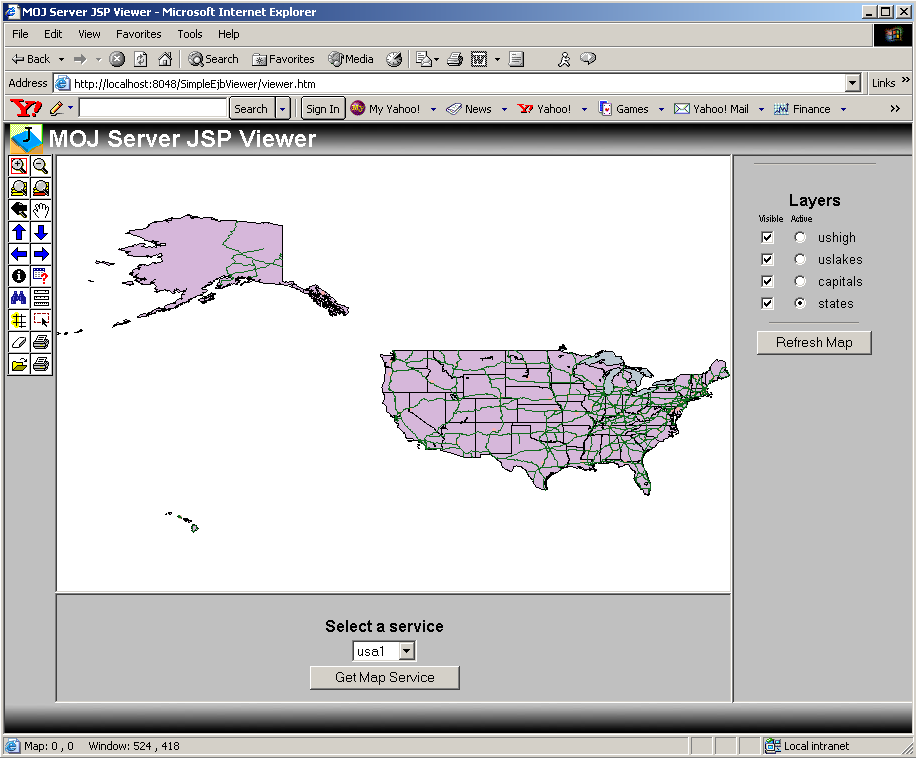 MOJ Server JSP Viewer - Microsoft Internet Explorer
File Edit View Favorites Tools Help
Back Search Favorites Media
Address http://localhost:8048/SimpleEjbViewer/viewer.htm Links »
Y! Search Sign In My Yahoo! News Yahoo! Games Yahoo! Mail Finance »
MOJ Server JSP Viewer
Layers
Visible Active
ushigh
uslakes
capitals
states
Refresh Map
Select a service
usa1
Get Map Service
Map: 0 , 0 Window: 524 , 418 Local intranet